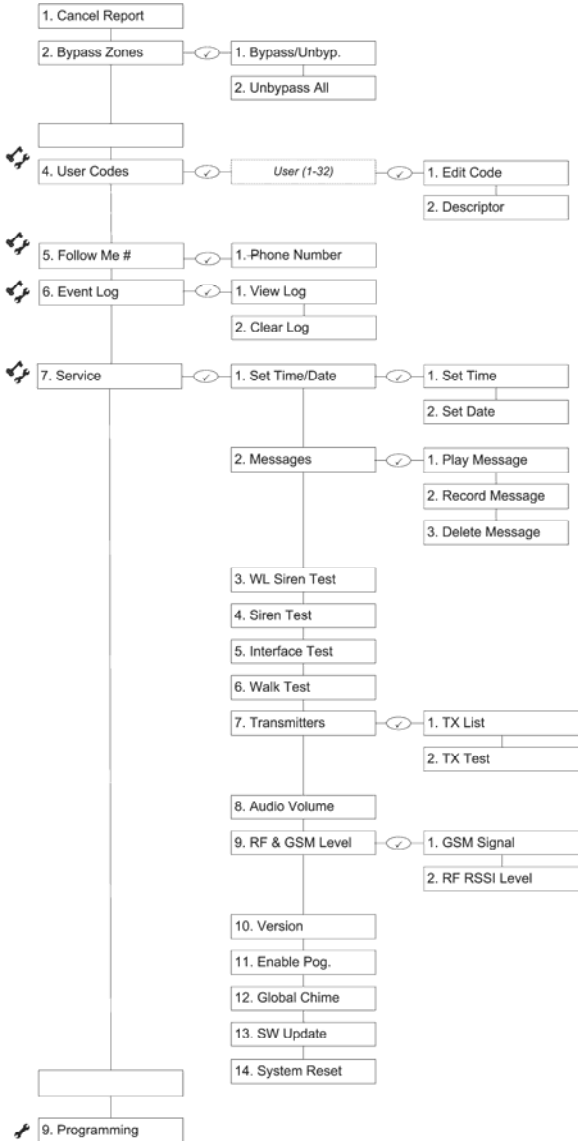 1. Cancel Report
2. Bypass Zones
1. Bypass/Unbyp.
2. Unbypass All
4. User Codes
User (1-32)
1. Edit Code
2. Descriptor
5. Follow Me #
1. Phone Number
6. Event Log
1. View Log
2. Clear Log
7. Service
1. Set Time/Date
1. Set Time
2. Set Date
2. Messages
1. Play Message
2. Record Message
3. Delete Message
3. WL Siren Test
4. Siren Test
5. Interface Test
6. Walk Test
7. Transmitters
1. TX List
2. TX Test
8. Audio Volume
9. RF & GSM Level
1. GSM Signal
2. RF RSSI Level
10. Version
11. Enable Pog.
12. Global Chime
13. SW Update
14. System Reset
9. Programming